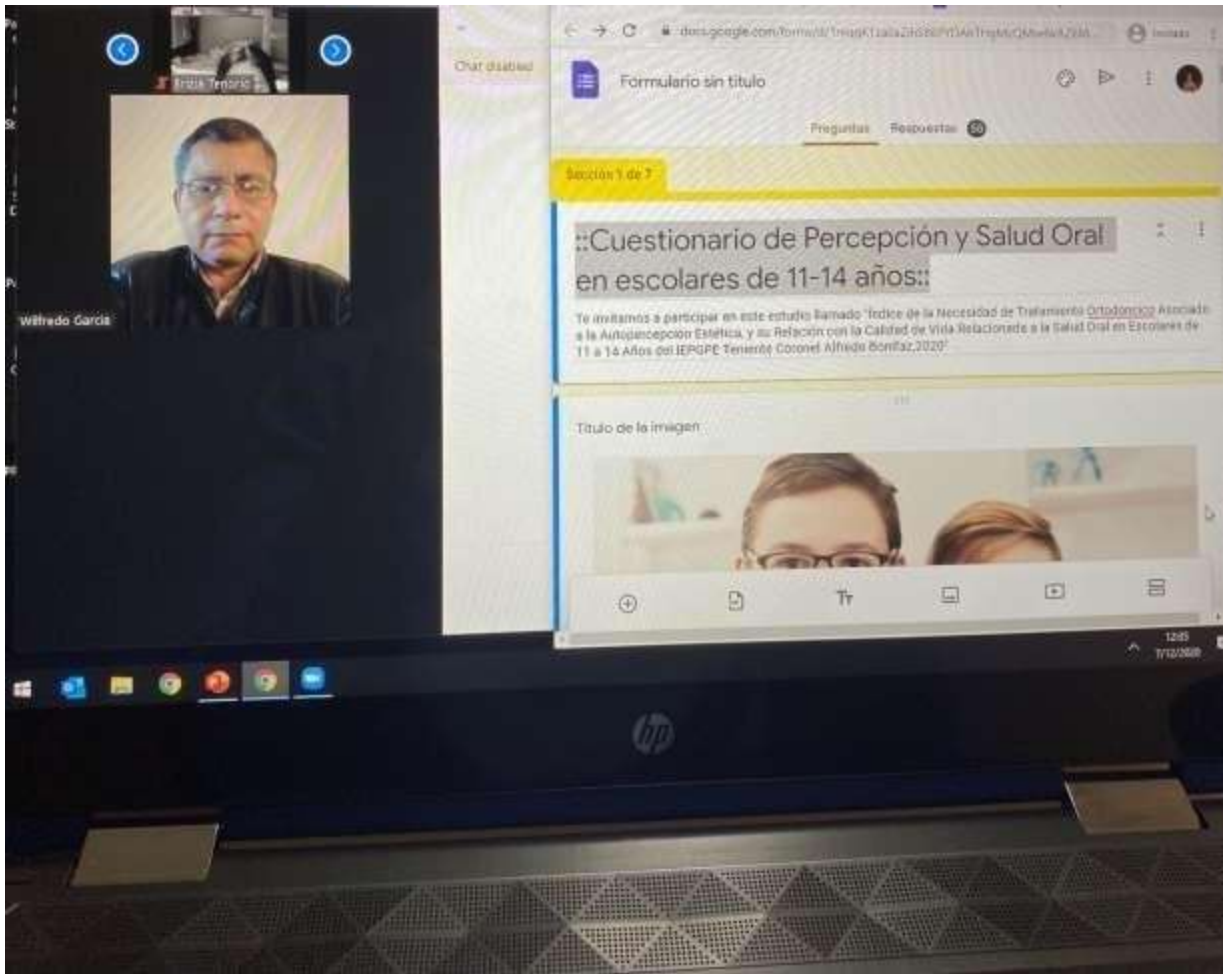 Tenorio
Wilfredo Garcia
Chat disabled
docs.google.com/forms/d/
Formulario sin título
Preguntas Respuestas 50
Sección 1 de 7
::Cuestionario de Percepción y Salud Oral
en escolares de 11-14 años::
Te invitamos a participar en este estudio llamado "Índice de la Necesidad de Tratamiento Ortodóncico Asociado
a la Autopercepción Estética, y su Relación con la Calidad de Vida Relacionada a la Salud Oral en Escolares de
11 a 14 Años del IEPGPE Teniente Coronel Alfredo Bonifaz,2020"
Título de la imagen
Tт
12:05
7/12/2020
hp